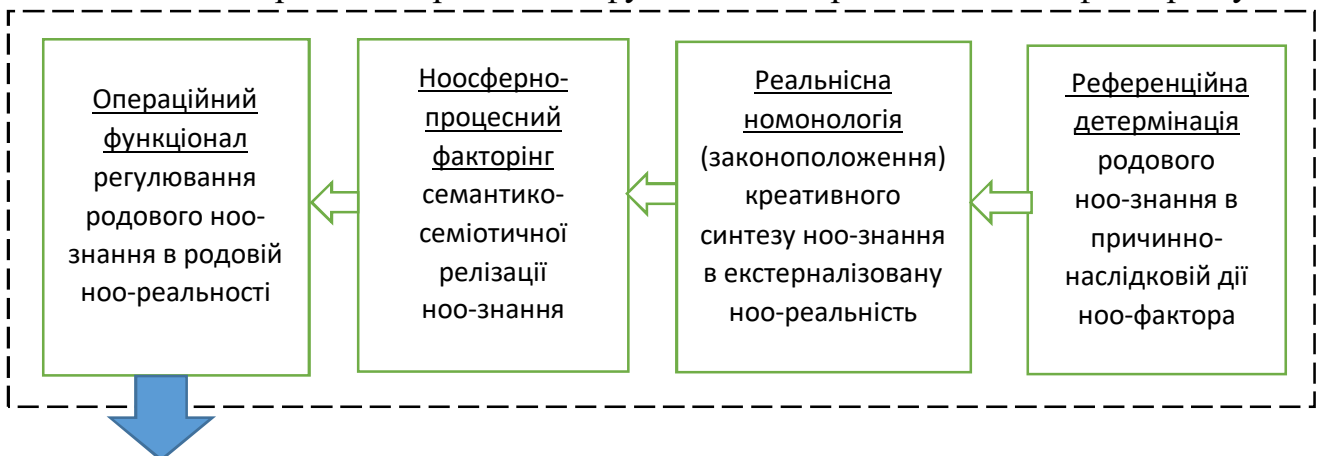 Операційний
функціонал
регулювання
родового ноо-
знання в родовій
ноо-реальності
Ноосферно-
процесний
факторінг
семантико-
семіотичної
релізації
ноо-знання
Реальнісна
номонологія
(законоположення)
креативного
синтезу ноо-знання
в екстерналізовану
ноо-реальність
Референційна
детермінація
родового
ноо-знання в
причинно-
наслідковій дії
ноо-фактора